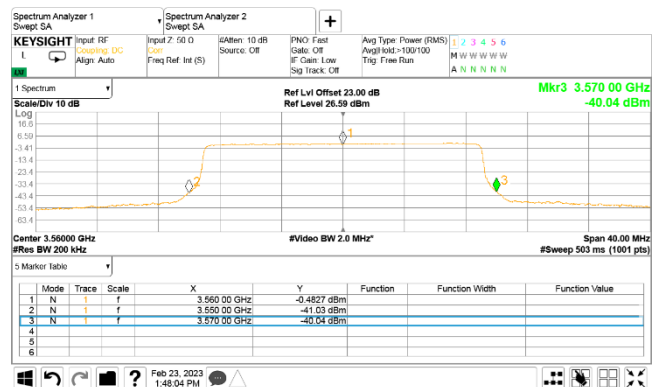 Spectrum Analyzer 1
Swept SA
Spectrum Analyzer 2
Swept SA
KEYSIGHT
L
Input: RF
Coupling: DC
Align: Auto
Input Z: 50 Ω
Corr
Freq Ref: Int (S)
#Atten: 10 dB
Source: Off
PNO: Fast
Gate: Off
IF Gain: Low
Sig Track: Off
Avg Type: Power (RMS)
Avg|Hold:>100/100
Trig: Free Run
1 2 3 4 5 6
M W W W W W
A N N N N N
1 Spectrum
Scale/Div 10 dB
Ref Lvl Offset 23.00 dB
Ref Level 26.59 dBm
Mkr3 3.570 00 GHz
-40.04 dBm
Log
16.6
6.59
-3.41
-13.4
-23.4
-33.4
-43.4
-53.4
-63.4
1
2
3
Center 3.56000 GHz
#Res BW 200 kHz
#Video BW 2.0 MHz*
Span 40.00 MHz
#Sweep 503 ms (1001 pts)
5 Marker Table
Mode Trace Scale X Y Function Function Width Function Value
1 N 1 f 3.560 00 GHz -0.4827 dBm
2 N 1 f 3.550 00 GHz -41.03 dBm
3 N 1 f 3.570 00 GHz -40.04 dBm
4
5
6
?
Feb 23, 2023
1:48:04 PM